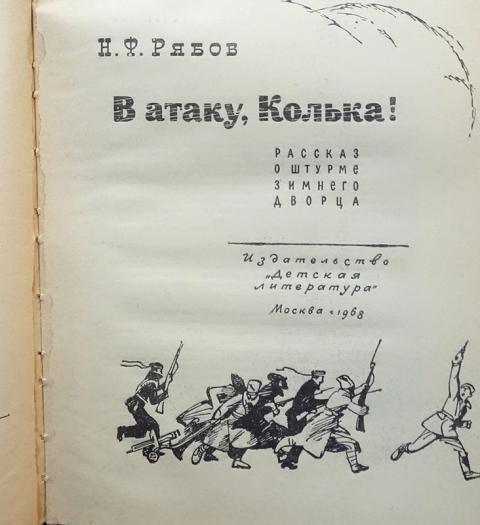 Н. Ф. Рябов
В атаку, Колька!
РАССКАЗ
О ШТУРМЕ
ЗИМНЕГО
ДВОРЦА
Издательство
„Детская
литература"
Москва • 1968